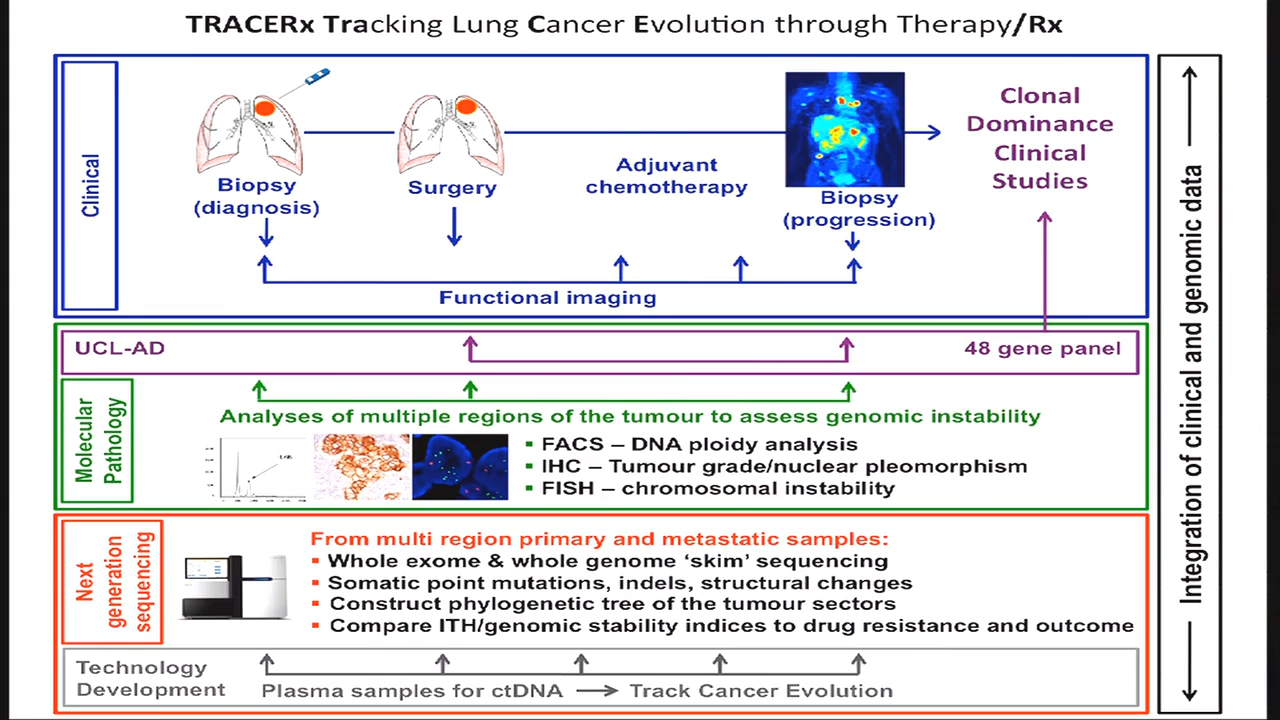 TRACERx Tracking Lung Cancer Evolution through Therapy/Rx
Clinical
Biopsy
(diagnosis)
Surgery
Adjuvant
chemotherapy
Biopsy
(progression)
Clonal
Dominance
Clinical
Studies
Functional imaging
UCL-AD
48 gene panel
Molecular
Pathology
Analyses of multiple regions of the tumour to assess genomic instability
▪ FACS – DNA ploidy analysis
▪ IHC – Tumour grade/nuclear pleomorphism
▪ FISH – chromosomal instability
Next
generation
sequencing
From multi region primary and metastatic samples:
▪ Whole exome & whole genome ‘skim’ sequencing
▪ Somatic point mutations, indels, structural changes
▪ Construct phylogenetic tree of the tumour sectors
▪ Compare ITH/genomic stability indices to drug resistance and outcome
Technology
Development
Plasma samples for ctDNA → Track Cancer Evolution
Integration of clinical and genomic data